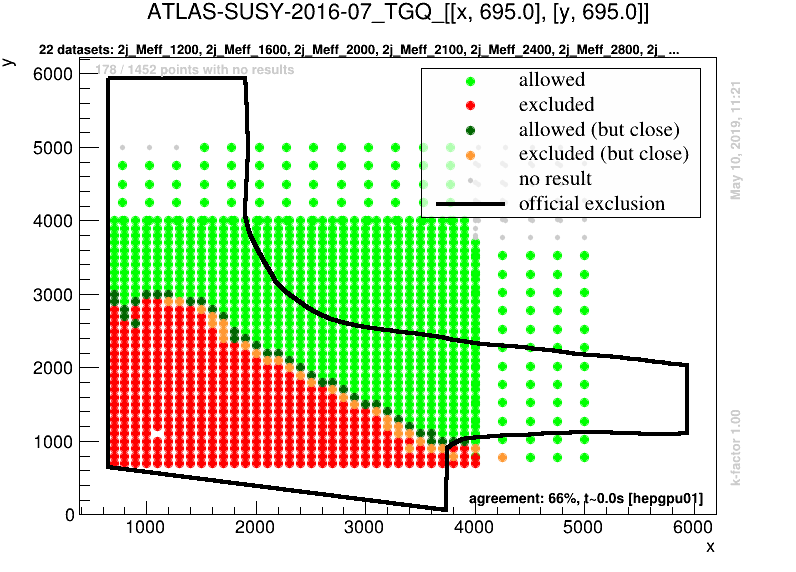 ATLAS-SUSY-2016-07_TGQ_[[x, 695.0], [y, 695.0]]
22 datasets: 2j_Meff_1200, 2j_Meff_1600, 2j_Meff_2000, 2j_Meff_2100, 2j_Meff_2400, 2j_Meff_2800, 2j_ ...
y
178 / 1452 points with no results
6000
5000
4000
3000
2000
1000
0
allowed
excluded
allowed (but close)
excluded (but close)
no result
official exclusion
May 10, 2019, 11:21
k-factor 1.00
agreement: 66%, t~0.0s [hepgpu01]
1000 2000 3000 4000 5000 6000
x